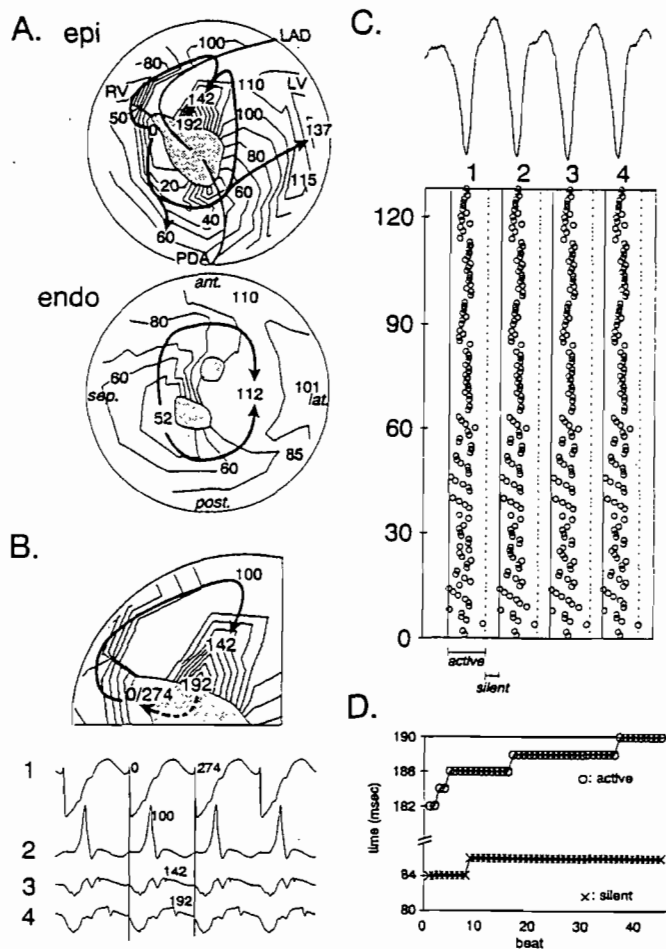 A. epi
LAD
100
80
RV
110
LV
142
50
100
137
192
0
80
20
60
115
40
60
PDA
ant.
endo
110
80
60
sep.
101
lat.
112
52
85
60
post.
B.
100
142
192
0/274
1
0
274
100
2
142
3
192
4
C.
1 2 3 4
120
90
60
30
0
active
silent
D.
190
188
186
182
time (msec)
O: active
84
×: silent
80
0 10 20 30 40
beat